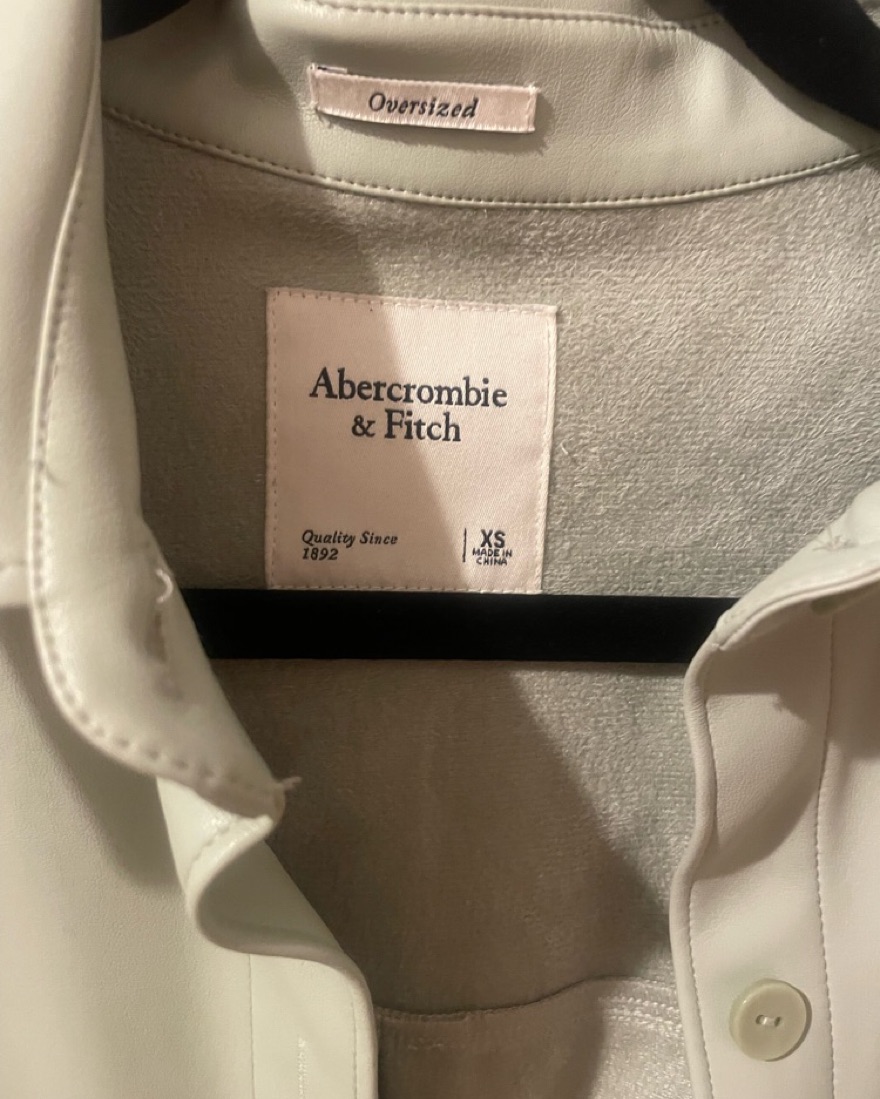 Oversized
Abercrombie
& Fitch
Quality Since
1892
XS
MADE IN
CHINA